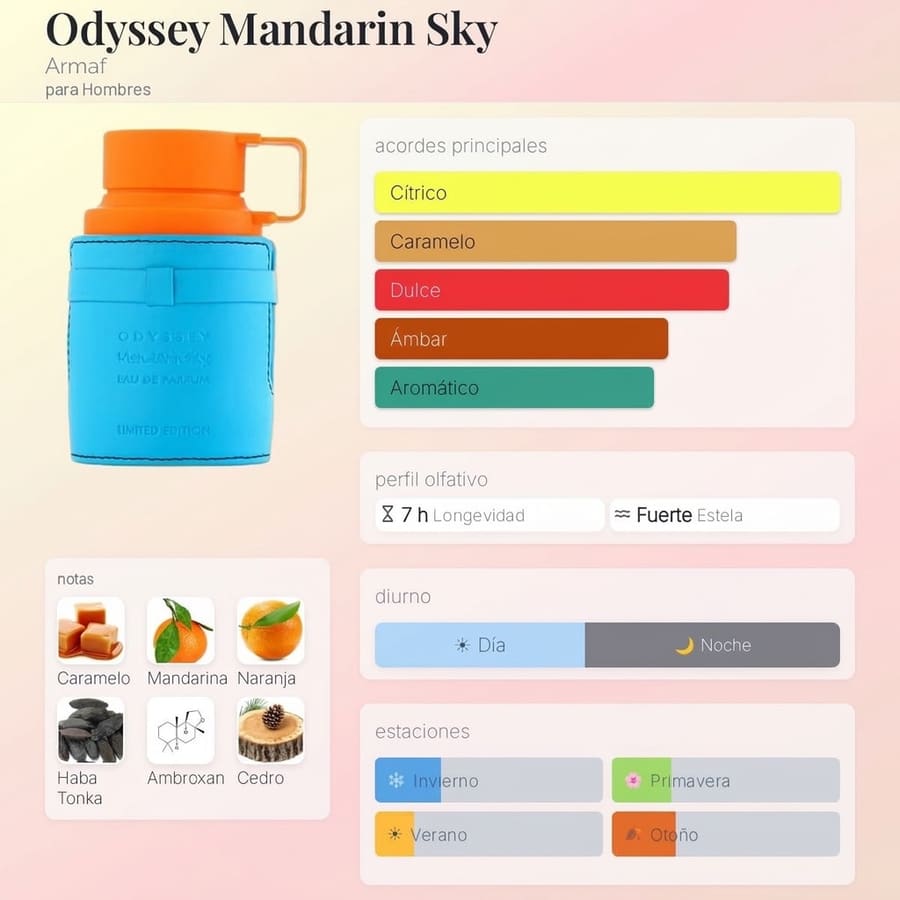 Odyssey Mandarin Sky
Armaf
para Hombres
ODYSSEY
EAU DE PARFUM
LIMITED EDITION
acordes principales
Cítrico
Caramelo
Dulce
Ámbar
Aromático
perfil olfativo
7 h Longevidad
Fuerte Estela
notas
Caramelo
Mandarina
Naranja
Haba
Tonka
Ambroxan
Cedro
diurno
Día
Noche
estaciones
Invierno
Primavera
Verano
Otoño